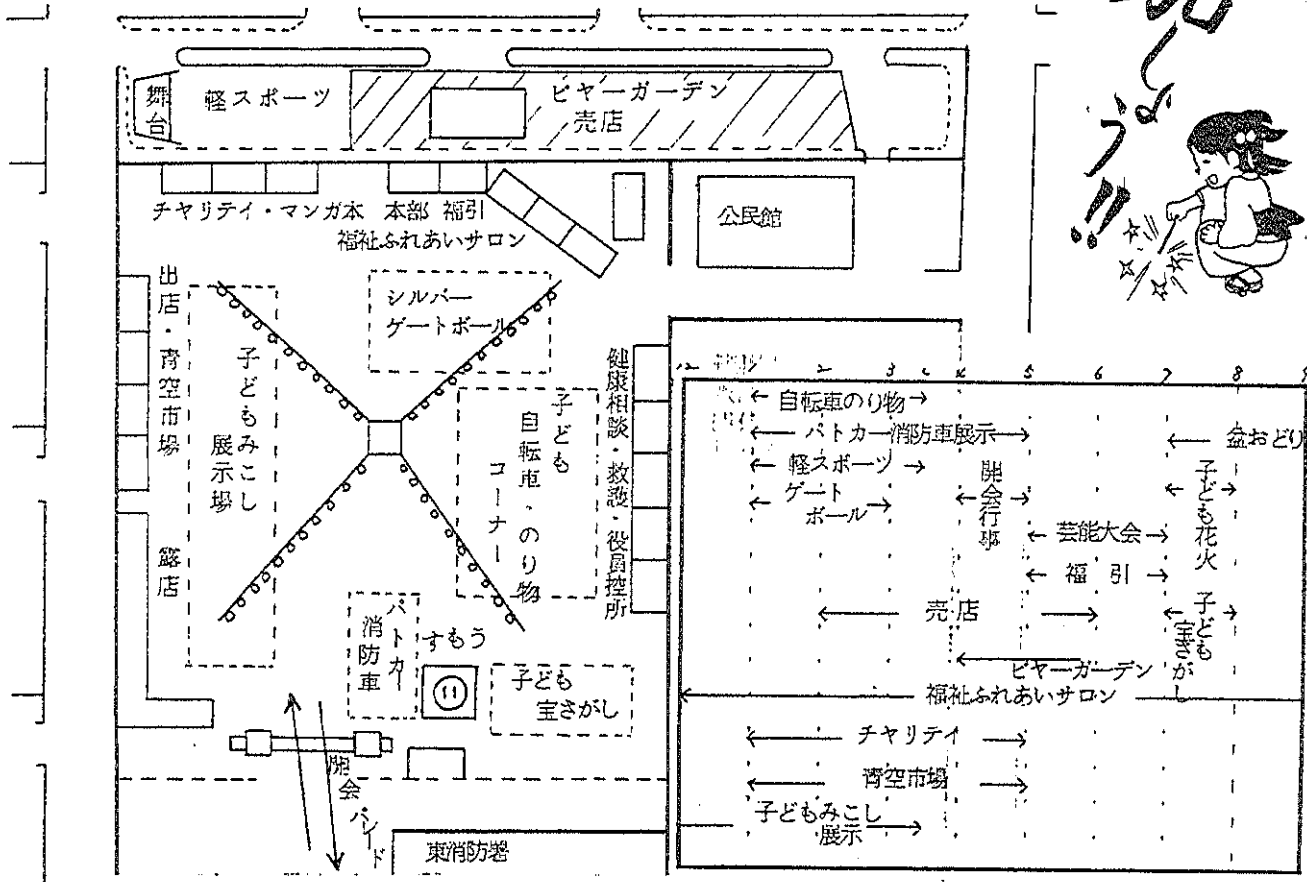 しょう!!
舞台
軽スポーツ
ビヤーガーデン
売店
チャリテイ・マンガ本
本部
福引
福祉ふれあいサロン
公民館
出店・青空市場
露店
子どもみこし
展示場
シルバー
ゲートボール
子ども
自転車、のり物
コーナー
健康相談・救護・役員控所
パトカー
消防車
すもう
子ども
宝さがし
開会パレード
東消防署
12 1 2 3 4 5 6 7 8 9
自転車のり物
パトカー消防車展示
盆おどり
軽スポーツ
ゲート
ボール
開会行事
子ども花火
芸能大会
福引
売店
子ども
宝さがし
ビヤーガーデン
福祉ふれあいサロン
チャリテイ
青空市場
子どもみこし
展示